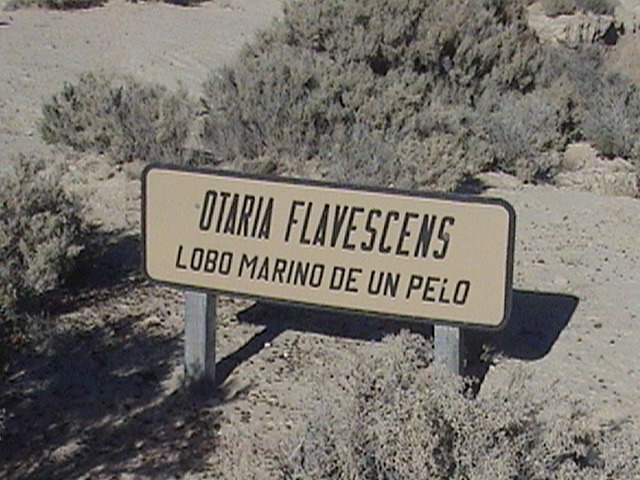 OTARIA FLAVESCENS
LOBO MARINO DE UN PELO